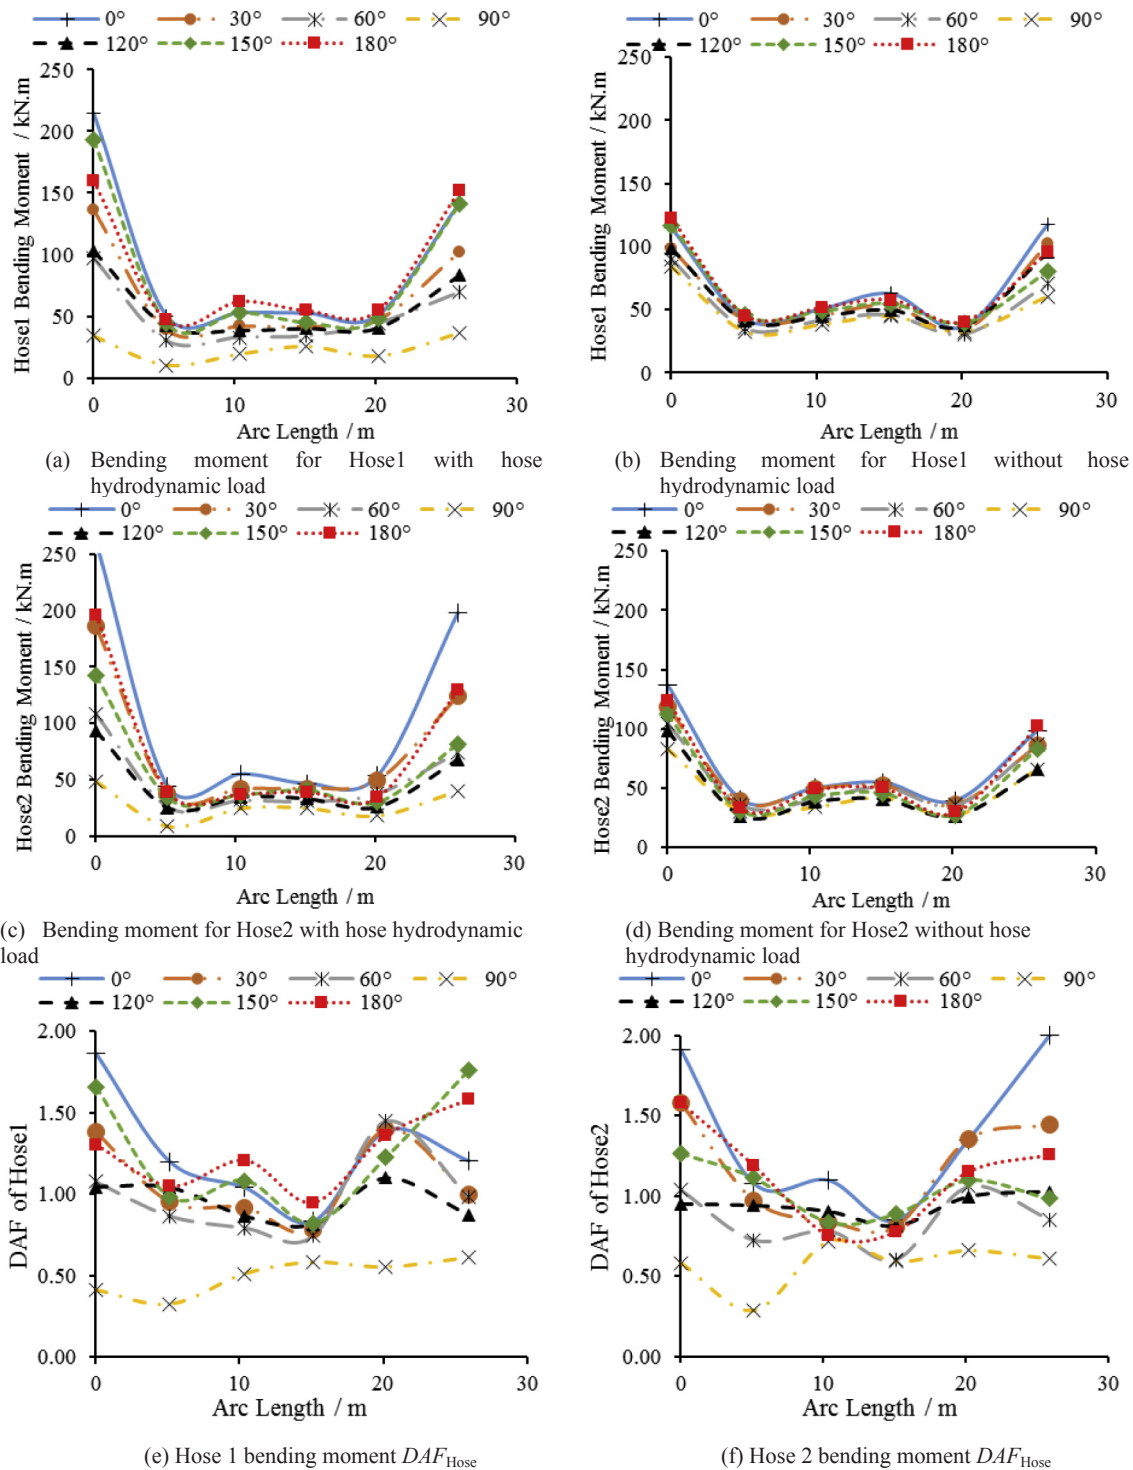 0° 30° 60° 90°
120° 150° 180°
Hose1 Bending Moment / kN.m
250
200
150
100
50
0
0 10 20 30
Arc Length / m
(a) Bending moment for Hose1 with hose
hydrodynamic load
0° 30° 60° 90°
120° 150° 180°
Hose1 Bending Moment / kN.m
250
200
150
100
50
0
0 10 20 30
Arc Length / m
(b) Bending moment for Hose1 without hose
hydrodynamic load
0° 30° 60° 90°
120° 150° 180°
Hose2 Bending Moment / kN.m
250
200
150
100
50
0
0 10 20 30
Arc Length / m
(c) Bending moment for Hose2 with hose hydrodynamic
load
0° 30° 60° 90°
120° 150° 180°
Hose2 Bending Moment / kN.m
250
200
150
100
50
0
0 10 20 30
Arc Length / m
(d) Bending moment for Hose2 without hose
hydrodynamic load
0° 30° 60° 90°
120° 150° 180°
DAF of Hose1
2.00
1.50
1.00
0.50
0.00
0 10 20 30
Arc Length / m
(e) Hose 1 bending moment DAFHose
0° 30° 60° 90°
120° 150° 180°
DAF of Hose2
2.00
1.50
1.00
0.50
0.00
0 10 20 30
Arc Length / m
(f) Hose 2 bending moment DAFHose